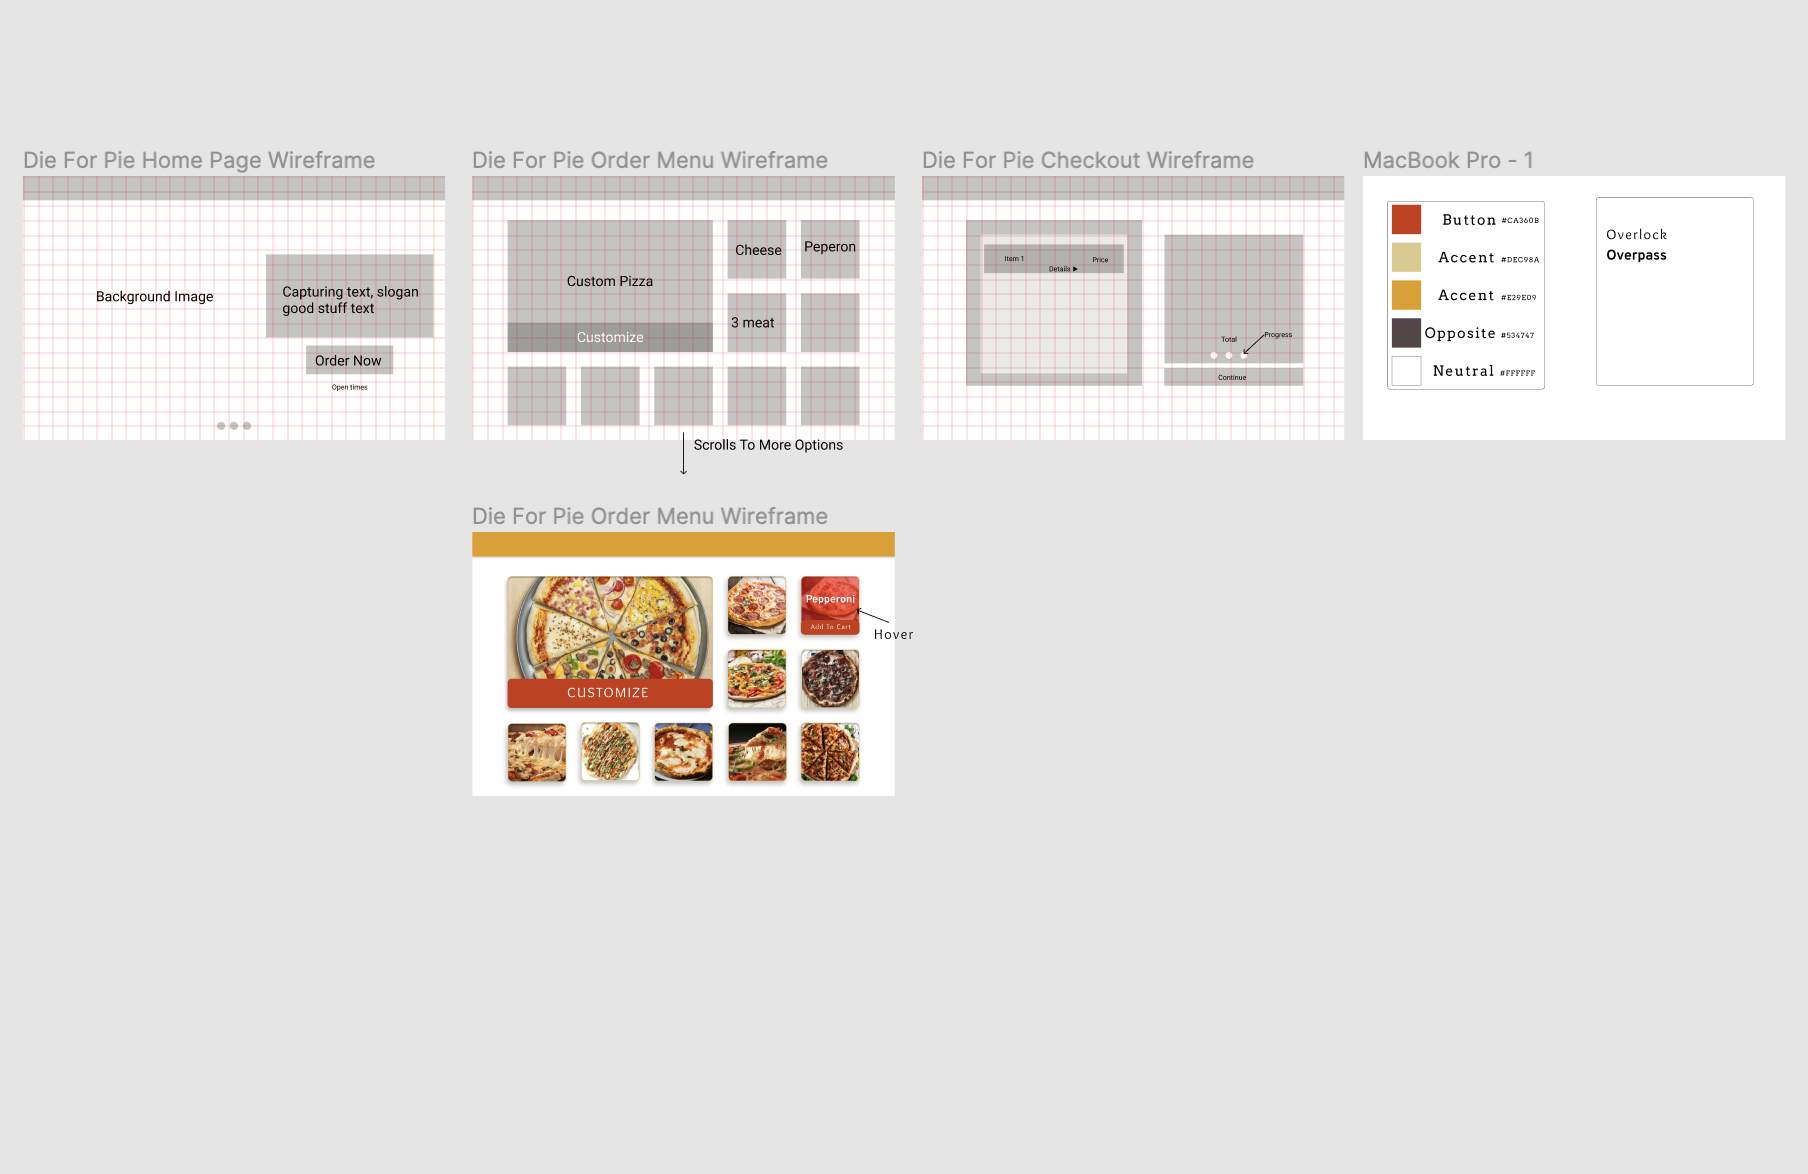 Die For Pie Home Page Wireframe
Background Image
Capturing text, slogan
good stuff text
Order Now
Open times
Die For Pie Order Menu Wireframe
Custom Pizza
Customize
Cheese
Peperon
3 meat
Scrolls To More Options
Die For Pie Checkout Wireframe
Item 1
Details
Price
Total
Progress
Continue
MacBook Pro - 1
Button #CA360B
Accent #DEC98A
Accent #E29E09
Opposite #534747
Neutral #FFFFFF
Overlock
Overpass
Die For Pie Order Menu Wireframe
CUSTOMIZE
Pepperoni
Add To Cart
Hover